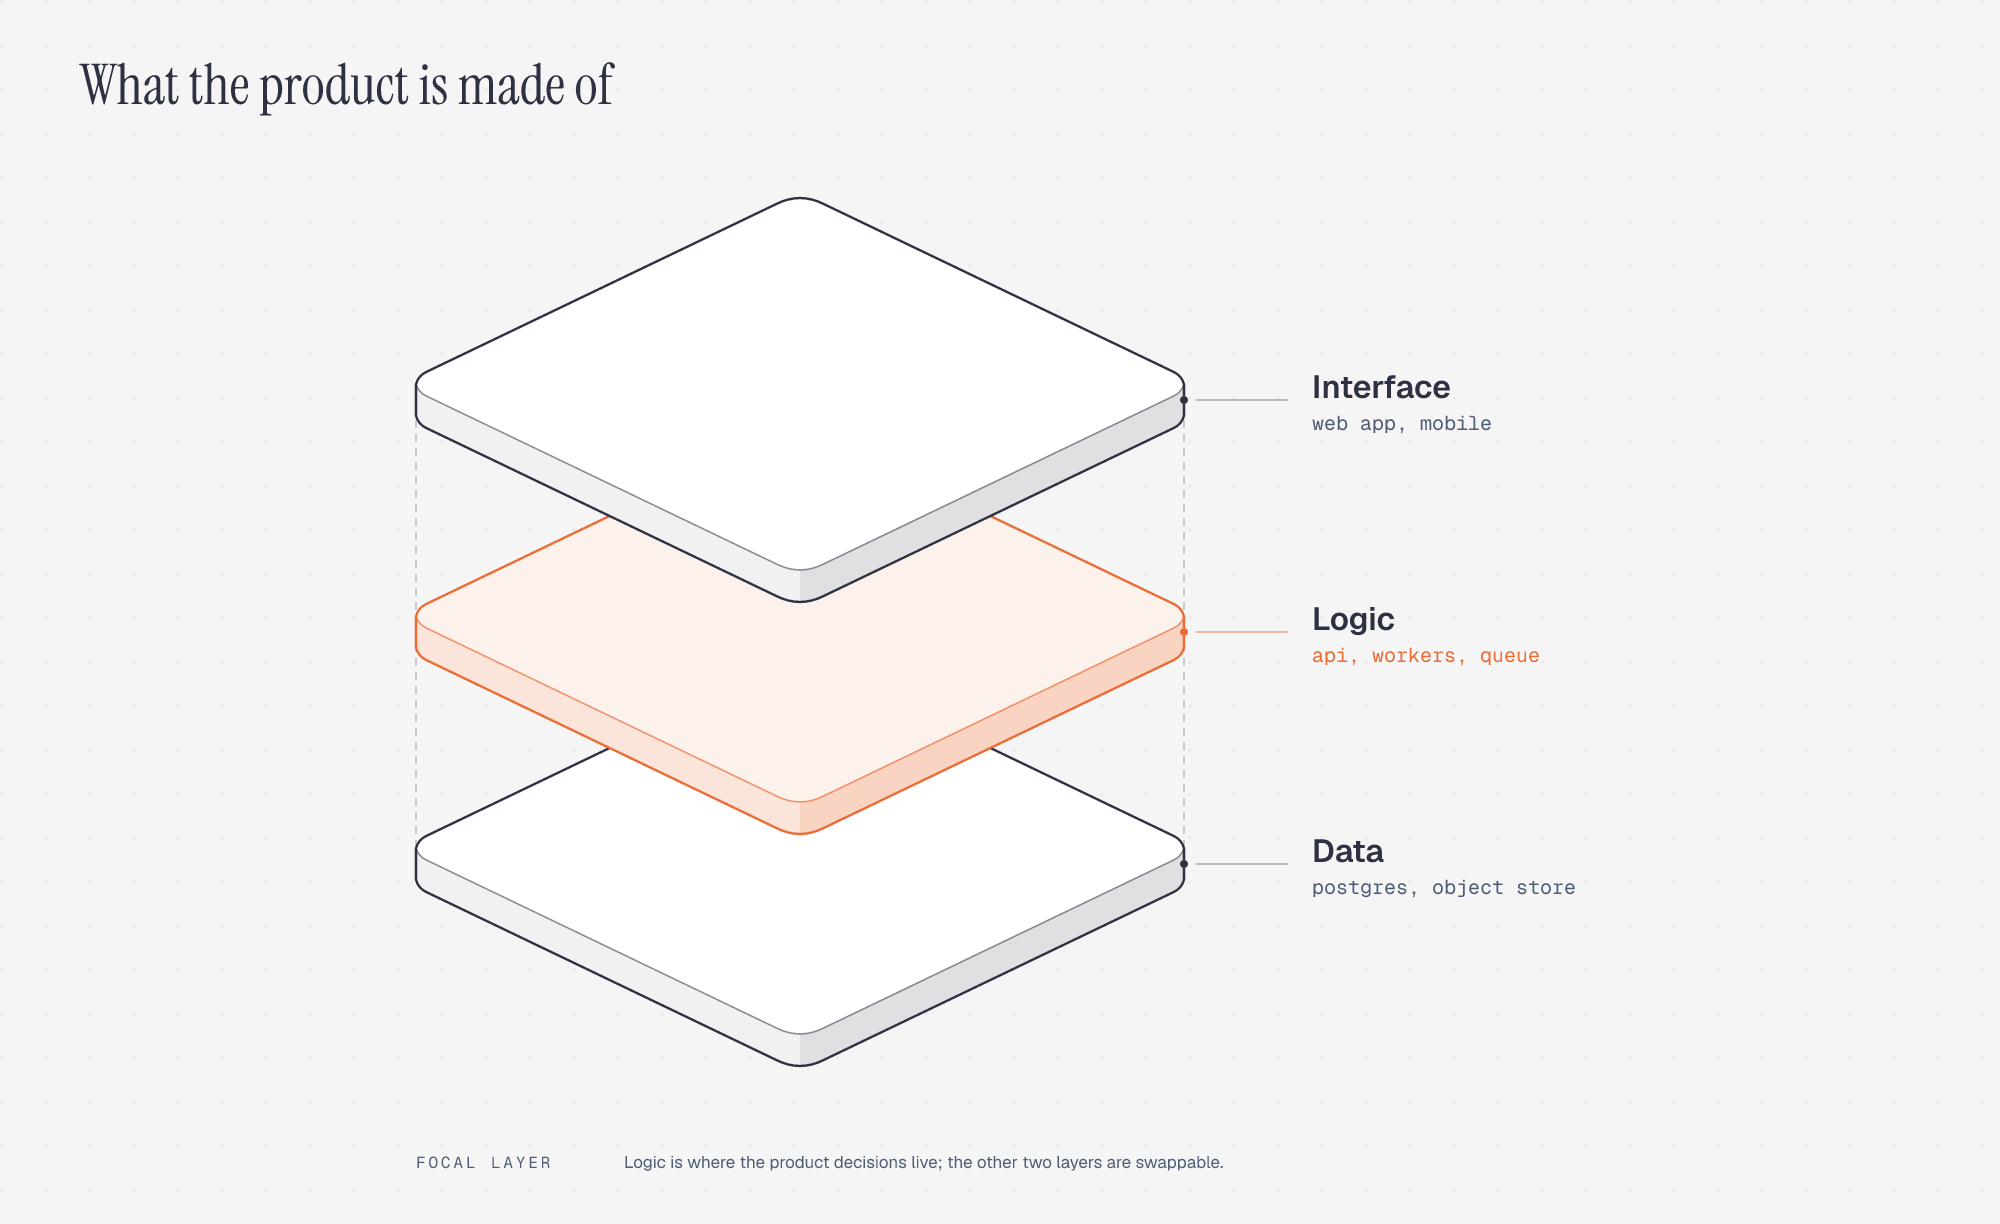 What the product is made of
Interface
web app, mobile
Logic
api, workers, queue
Data
postgres, object store
FOCAL LAYER
Logic is where the product decisions live; the other two layers are swappable.